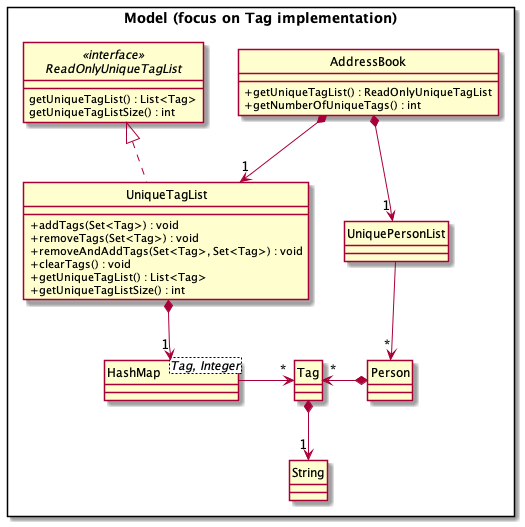 Model (focus on Tag implementation)
«interface»
ReadOnlyUniqueTagList
getUniqueTagList() : List<Tag>
getUniqueTagListSize() : int
AddressBook
+getUniqueTagList() : ReadOnlyUniqueTagList
+getNumberOfUniqueTags() : int
1
1
UniqueTagList
+addTags(Set<Tag>) : void
+removeTags(Set<Tag>) : void
+removeAndAddTags(Set<Tag>, Set<Tag>) : void
+clearTags() : void
+getUniqueTagList() : List<Tag>
+getUniqueTagListSize() : int
UniquePersonList
1
*
HashMap
Tag, Integer
*
Tag
*
Person
1
String